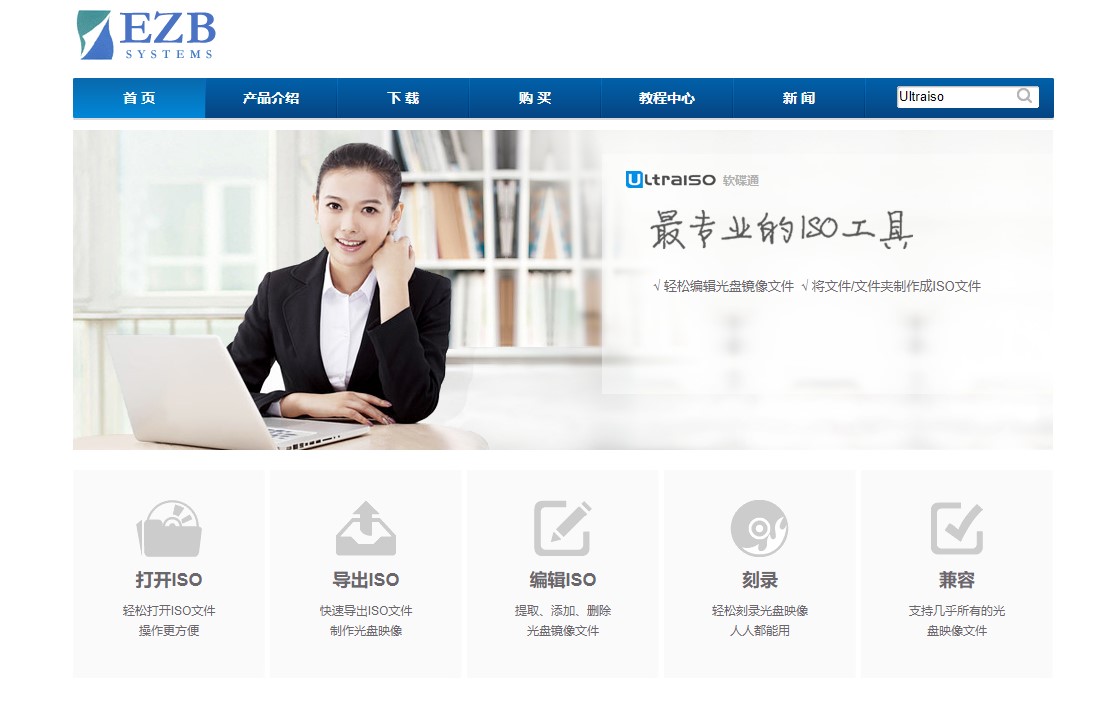 EZB
SYSTEMS
首 页 产品介绍 下 载 购 买 教程中心 新 闻 Ultraiso
UltraISO 软碟通
最专业的ISO工具
√ 轻松编辑光盘镜像文件 √ 将文件/文件夹制作成ISO文件
打开ISO
轻松打开ISO文件
操作更方便
导出ISO
快速导出ISO文件
制作光盘映像
编辑ISO
提取、添加、删除
光盘镜像文件
刻录
轻松刻录光盘映像
人人都能用
兼容
支持几乎所有的光
盘映像文件